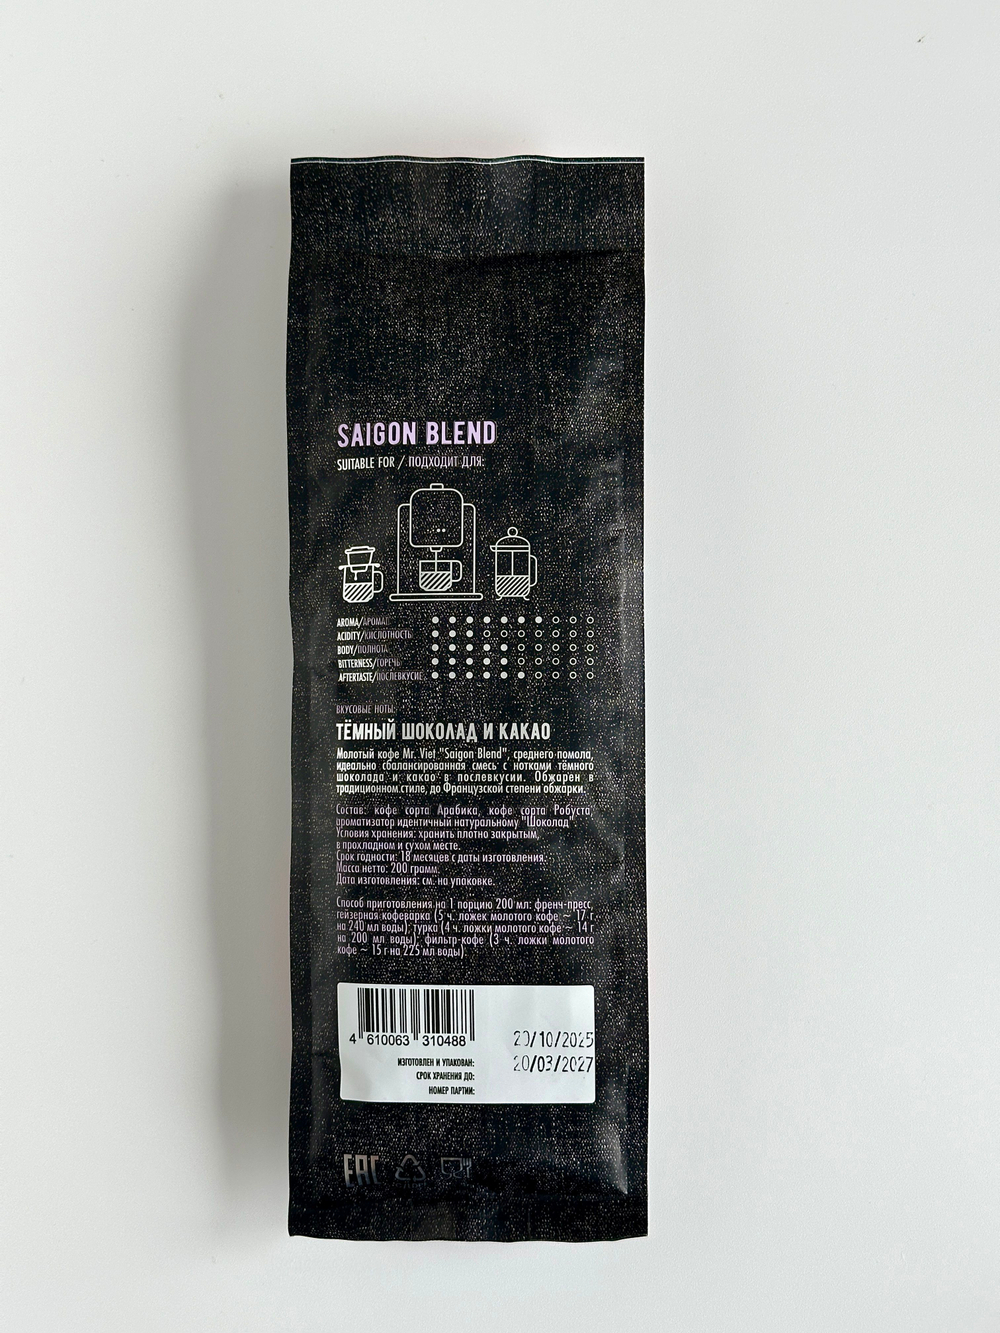 SAIGON BLEND
SUITABLE FOR / ПОДХОДИТ ДЛЯ:
AROMA/АРОМАТ
ACIDITY/КИСЛОТНОСТЬ
BODY/ПОЛНОТА
BITTERNESS/ГОРЕЧЬ
AFTERTASTE/ПОСЛЕВКУСИЕ
ВКУСОВЫЕ НОТЫ:
ТЁМНЫЙ ШОКОЛАД И КАКАО
Молотый кофе Mr. Viet "Saigon Blend", среднего помола,
идеально сбалансированная смесь с нотками тёмного
шоколада и какао в послевкусии. Обжарен в
традиционном стиле, до Французской степени обжарки.
Состав: кофе сорта Арабика, кофе сорта Робуста,
ароматизатор идентичный натуральному "Шоколад"
Условия хранения: хранить плотно закрытым,
в прохладном и сухом месте.
Срок годности: 18 месяцев с даты изготовления.
Масса нетто: 200 грамм.
Дата изготовления: см. на упаковке.
Способ приготовления на 1 порцию 200 мл: френч-пресс,
гейзерная кофеварка (5 ч. ложек молотого кофе ~ 17 г
на 240 мл воды); турка (4 ч. ложки молотого кофе ~ 14 г
на 200 мл воды); фильтр-кофе (3 ч. ложки молотого
кофе ~ 15 г на 225 мл воды).
4 610063 310488
20/10/2025
20/03/2027
ИЗГОТОВЛЕН И УПАКОВАН:
СРОК ХРАНЕНИЯ ДО:
НОМЕР ПАРТИИ:
EAC